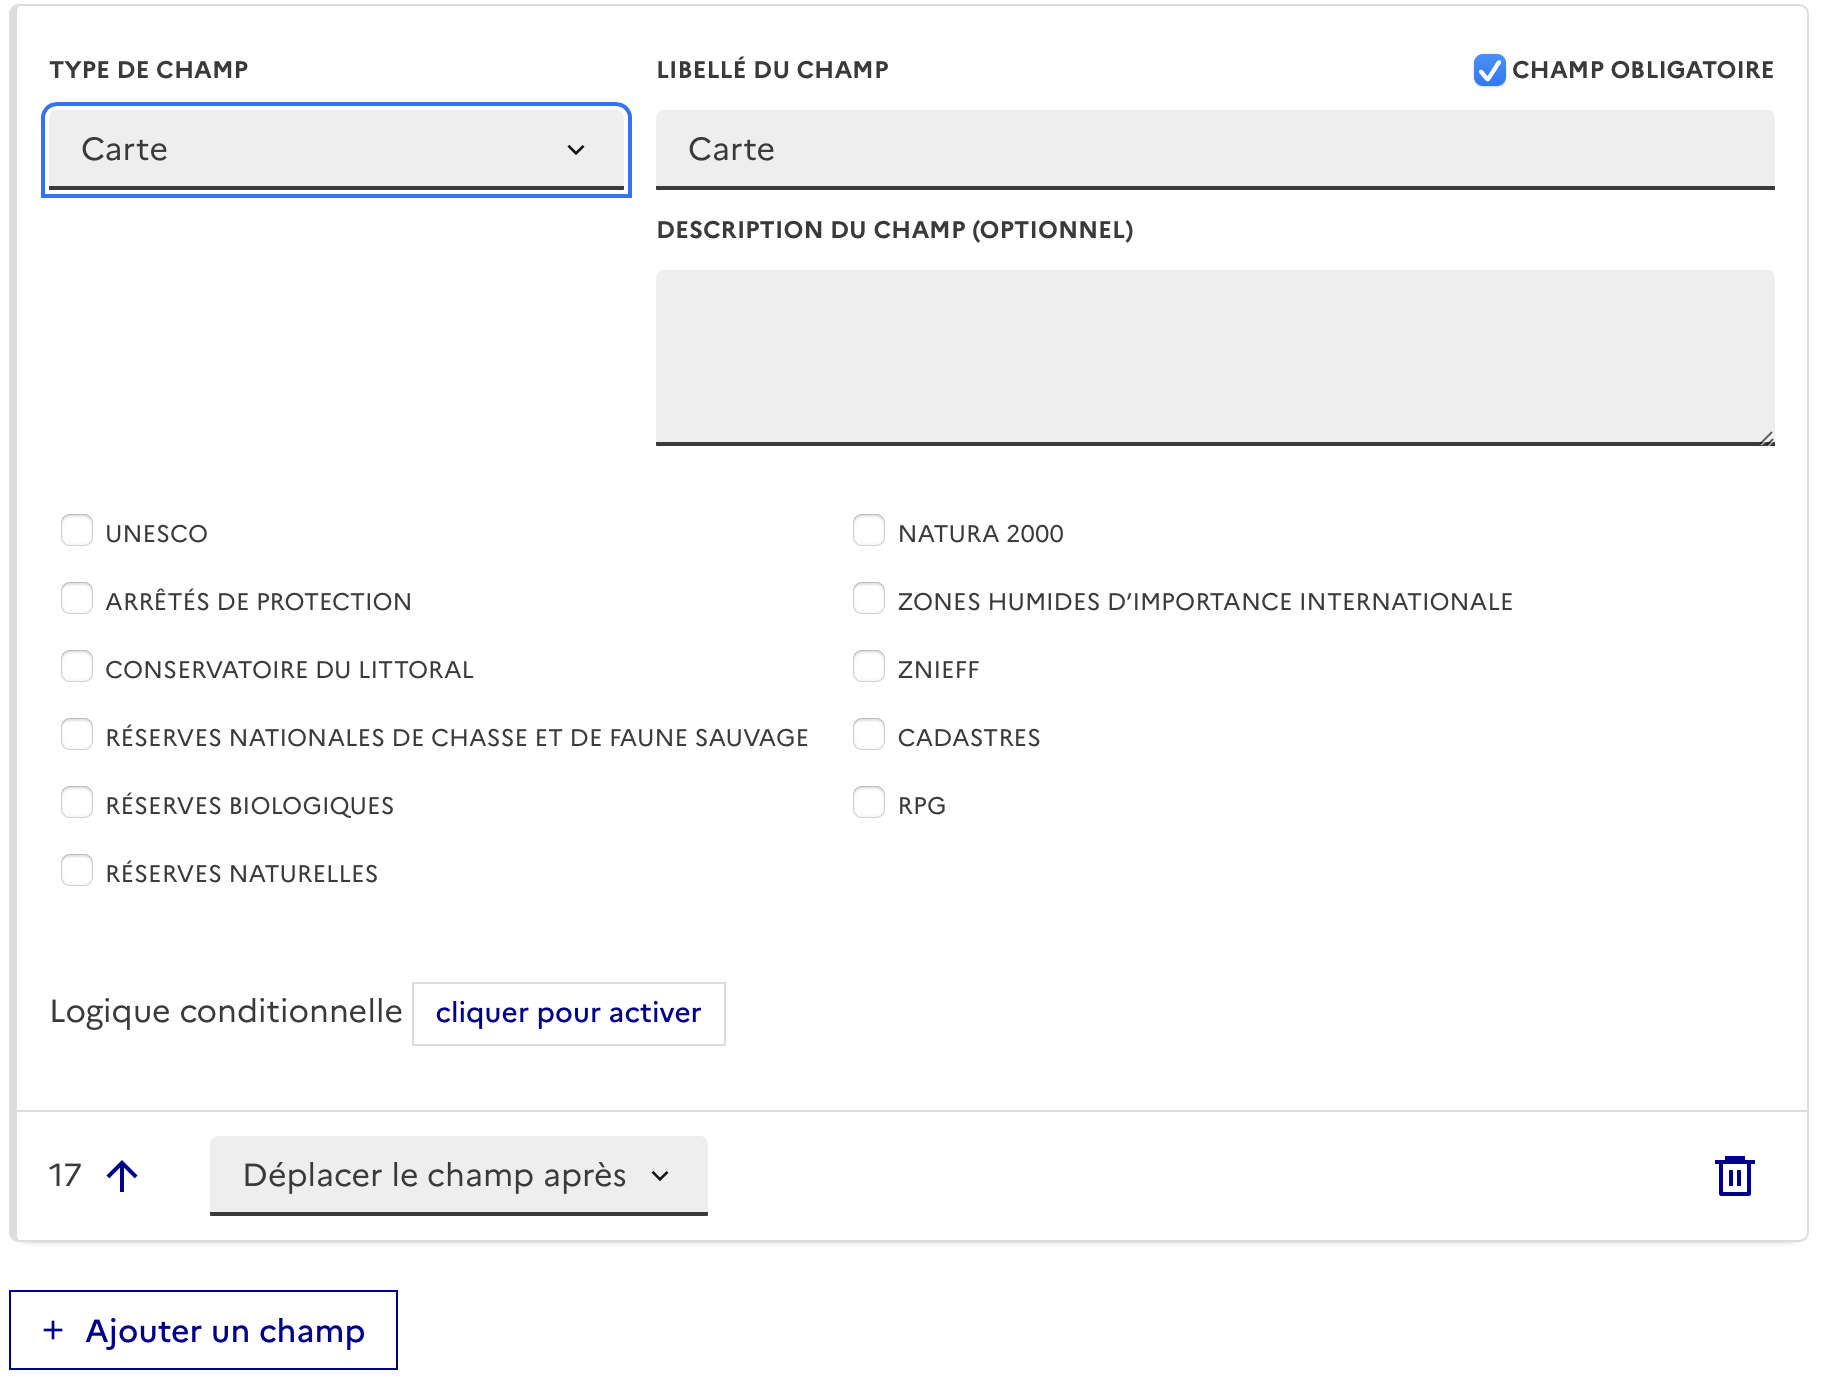 TYPE DE CHAMP
LIBELLÉ DU CHAMP
CHAMP OBLIGATOIRE
Carte
Carte
DESCRIPTION DU CHAMP (OPTIONNEL)
UNESCO
NATURA 2000
ARRÊTÉS DE PROTECTION
ZONES HUMIDES D’IMPORTANCE INTERNATIONALE
CONSERVATOIRE DU LITTORAL
ZNIEFF
RÉSERVES NATIONALES DE CHASSE ET DE FAUNE SAUVAGE
CADASTRES
RÉSERVES BIOLOGIQUES
RPG
RÉSERVES NATURELLES
Logique conditionnelle
cliquer pour activer
17
Déplacer le champ après
+ Ajouter un champ